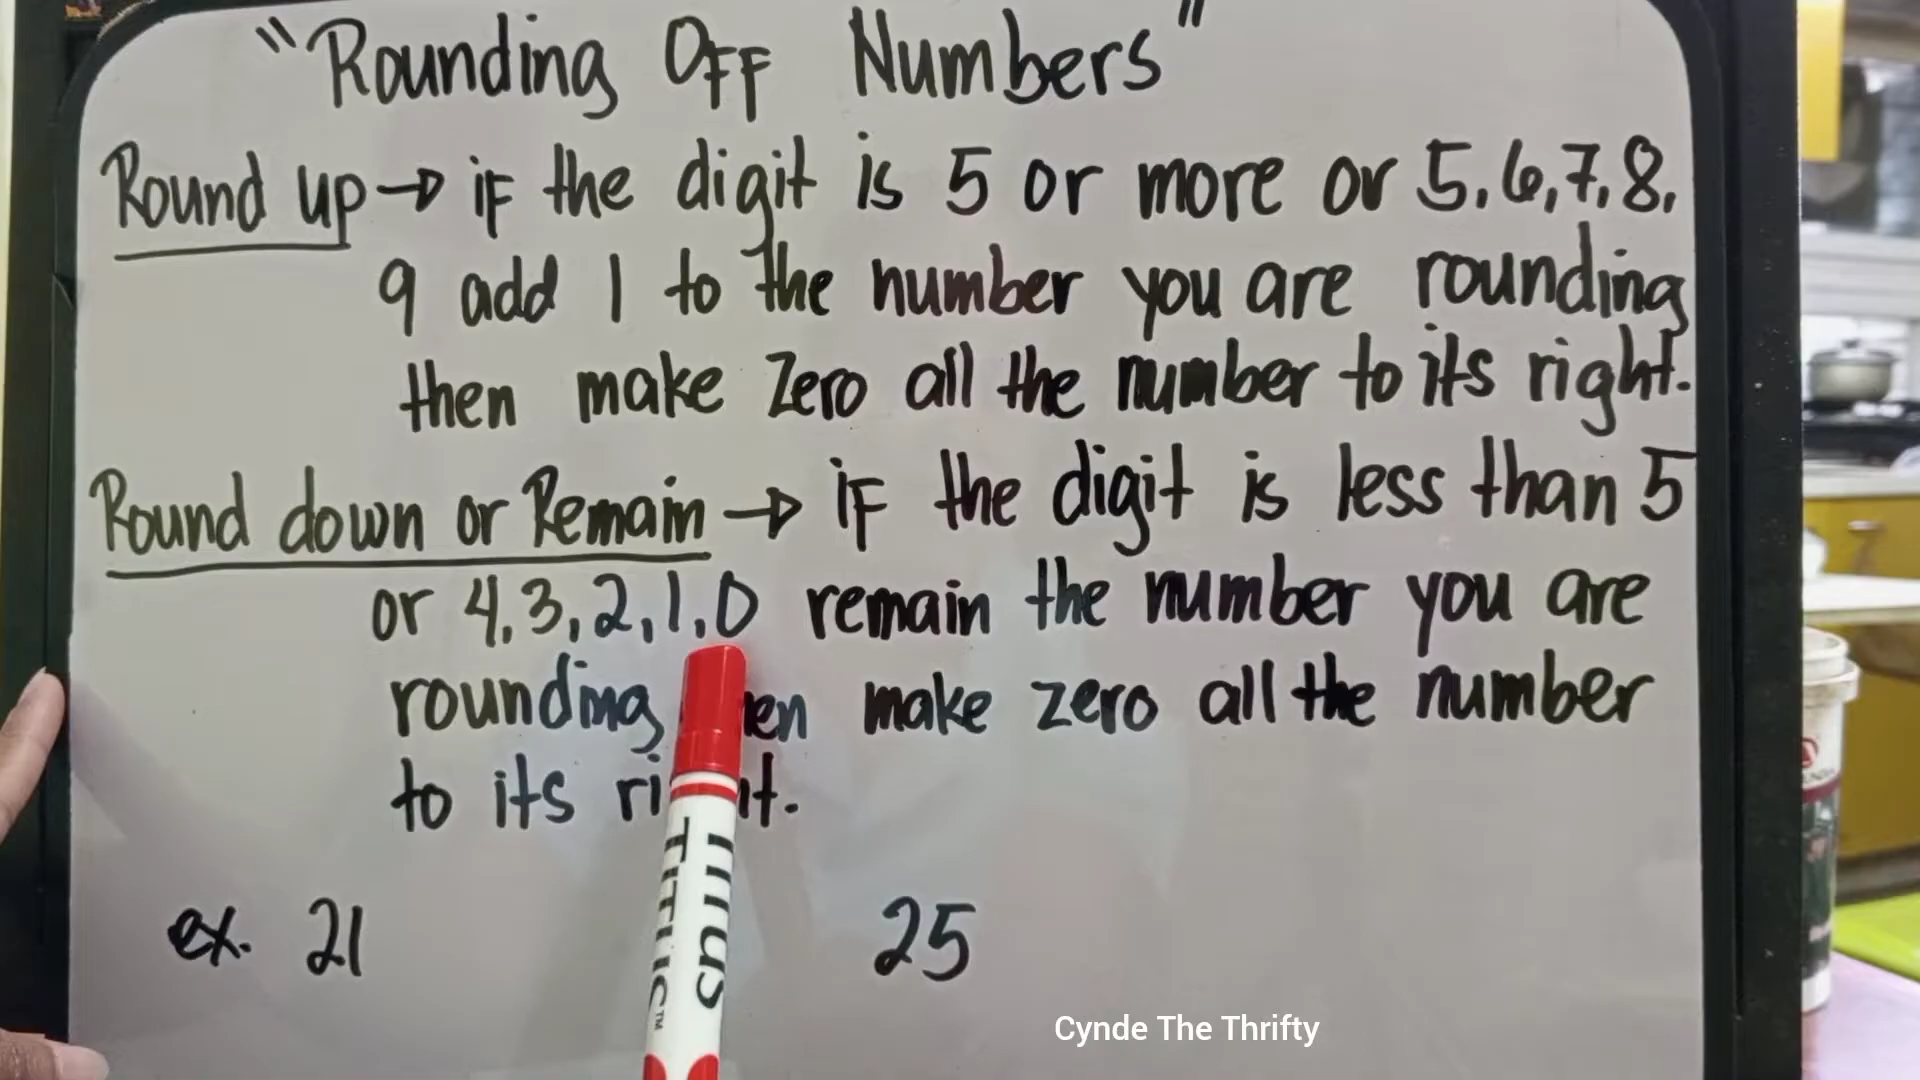 "Rounding Off Numbers"
Round up → if the digit is 5 or more or 5, 6, 7, 8,
9 add 1 to the number you are rounding
then make zero all the number to its right.
Round down or Remain → if the digit is less than 5
or 4, 3, 2, 1, 0 remain the number you are
rounding make zero all the number
to its
ex. 21 25
Titus
TITUS™
Cynde The Thrifty